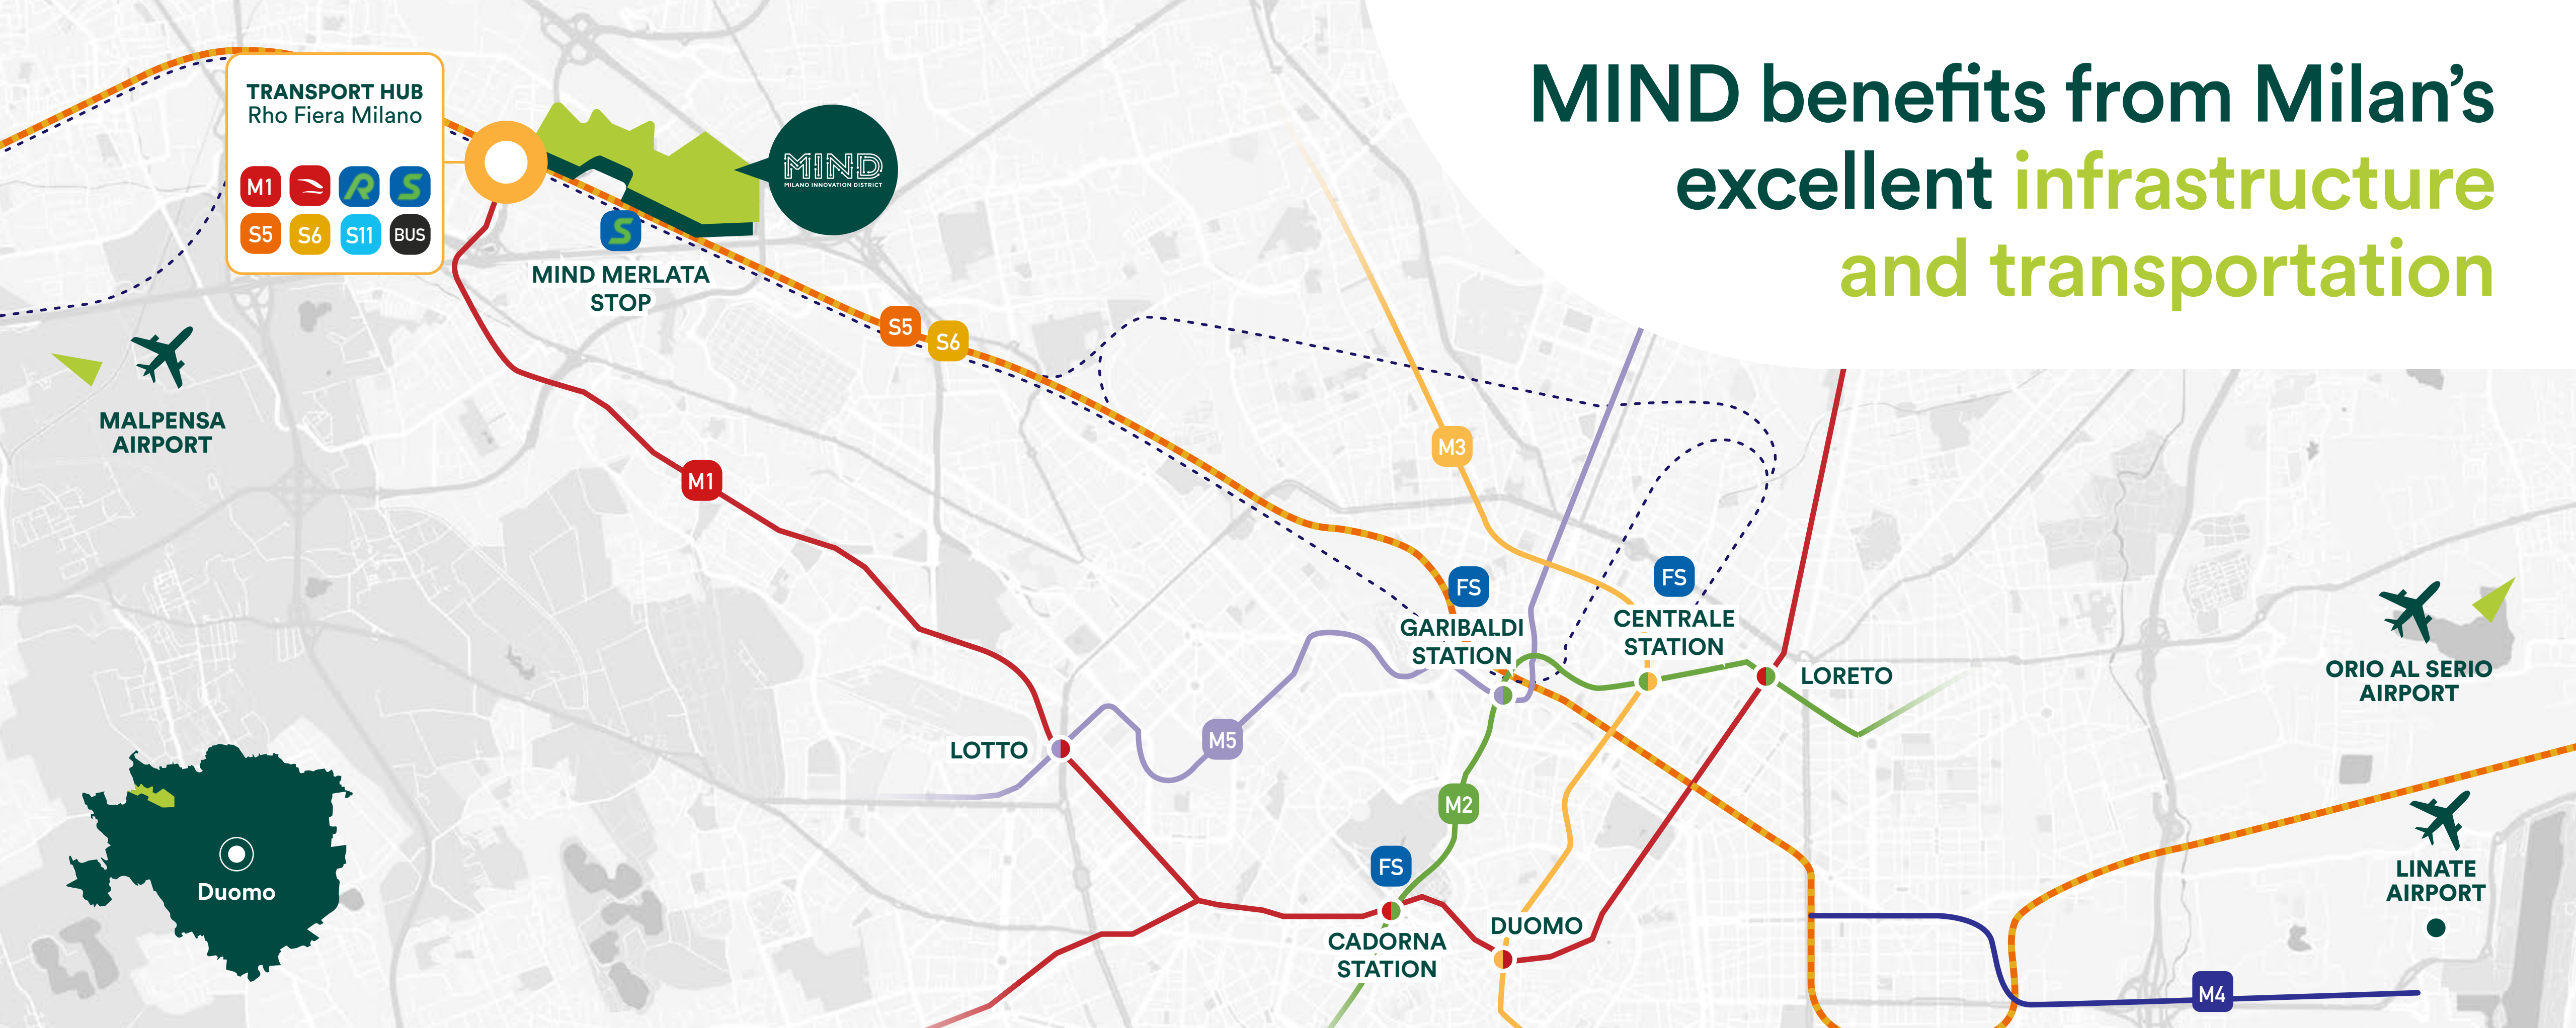 MIND benefits from Milan's
excellent infrastructure
and transportation
TRANSPORT HUB
Rho Fiera Milano
M1
R
S
S5
S6
S11
BUS
MIND
MILANO INNOVATION DISTRICT
S
MIND MERLATA
STOP
S5
S6
MALPENSA
AIRPORT
M1
M3
FS
GARIBALDI
STATION
FS
CENTRALE
STATION
LORETO
ORIO AL SERIO
AIRPORT
LOTTO
M5
M2
FS
CADORNA
STATION
DUOMO
LINATE
AIRPORT
M4
Duomo